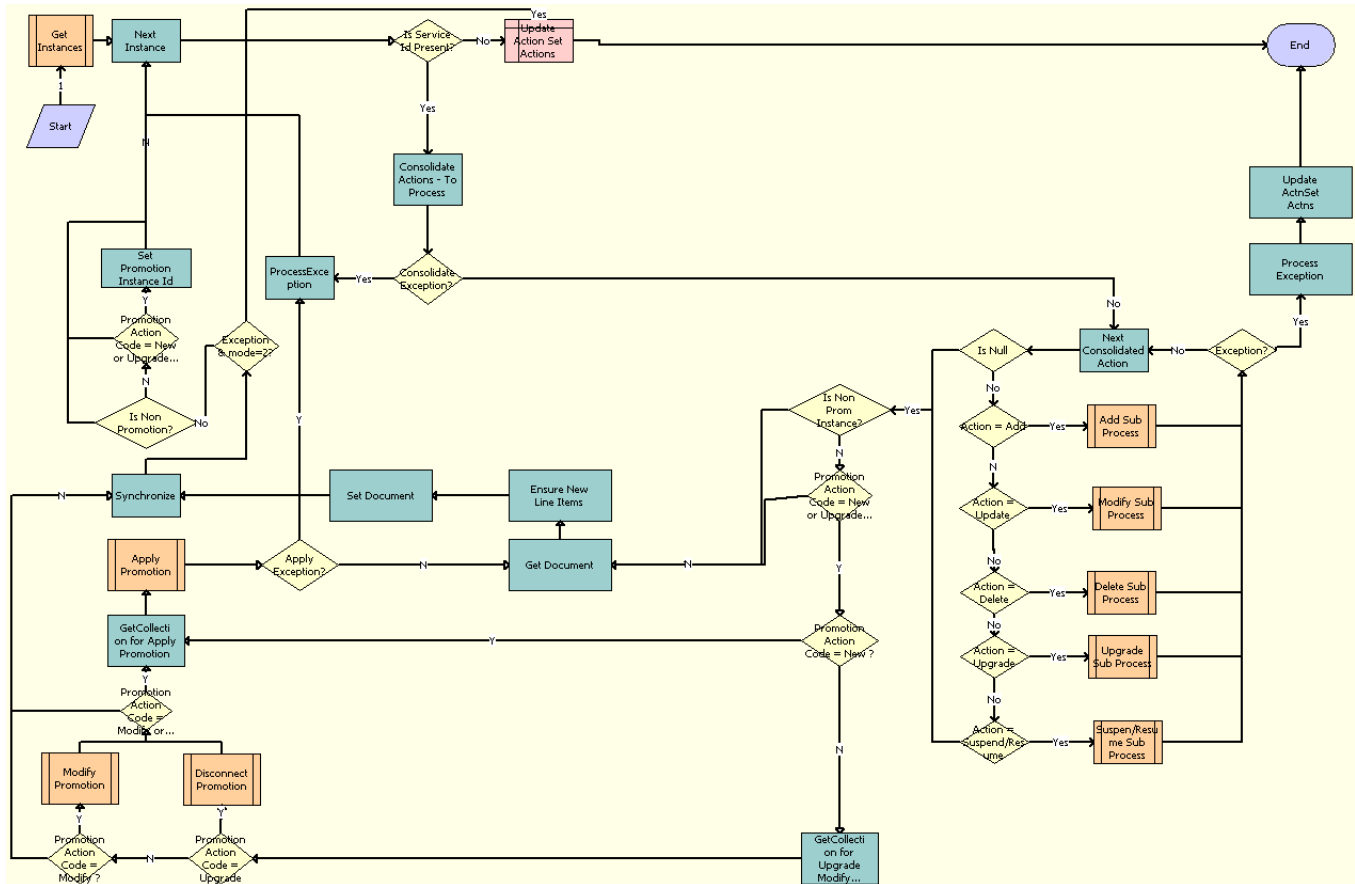 Get
Instances
Next
Instance
Is Service
Id Present?
No
Yes
Update
Action Set
Actions
End
1
Start
N
Yes
Consolidate
Actions - To
Process
Update
ActnSet
Actns
Set
Promotion
Instance Id
ProcessExce
ption
Yes
Consolidate
Exception?
Process
Exception
Y
No
Yes
Promotion
Action
Code = New
or Upgrade...
Exception
& mode=2?
Is Null
Next
Consolidated
Action
No
Exception?
N
No
Is Non
Promotion?
No
Y
Is Non
Prom
Instance?
Yes
Action = Add
Yes
Add Sub
Process
N
N
Promotion
Action
Code = New
or Upgrade...
N
Synchronize
Set Document
Ensure New
Line Items
Action =
Update
Yes
Modify Sub
Process
Apply
Promotion
Apply
Exception?
N
Get Document
N
Y
No
Action =
Delete
Yes
Delete Sub
Process
GetCollecti
on for Apply
Promotion
Y
Promotion
Action
Code = New ?
No
Action =
Upgrade
Yes
Upgrade
Sub Process
Y
Promotion
Action
Code =
Modify or...
No
Action =
Suspend/Res
ume
Yes
Suspen/Resu
me Sub
Process
Modify
Promotion
Disconnect
Promotion
N
Y
Y
Promotion
Action
Code =
Modify ?
N
Promotion
Action
Code =
Upgrade
GetCollecti
on for
Upgrade
Modify...